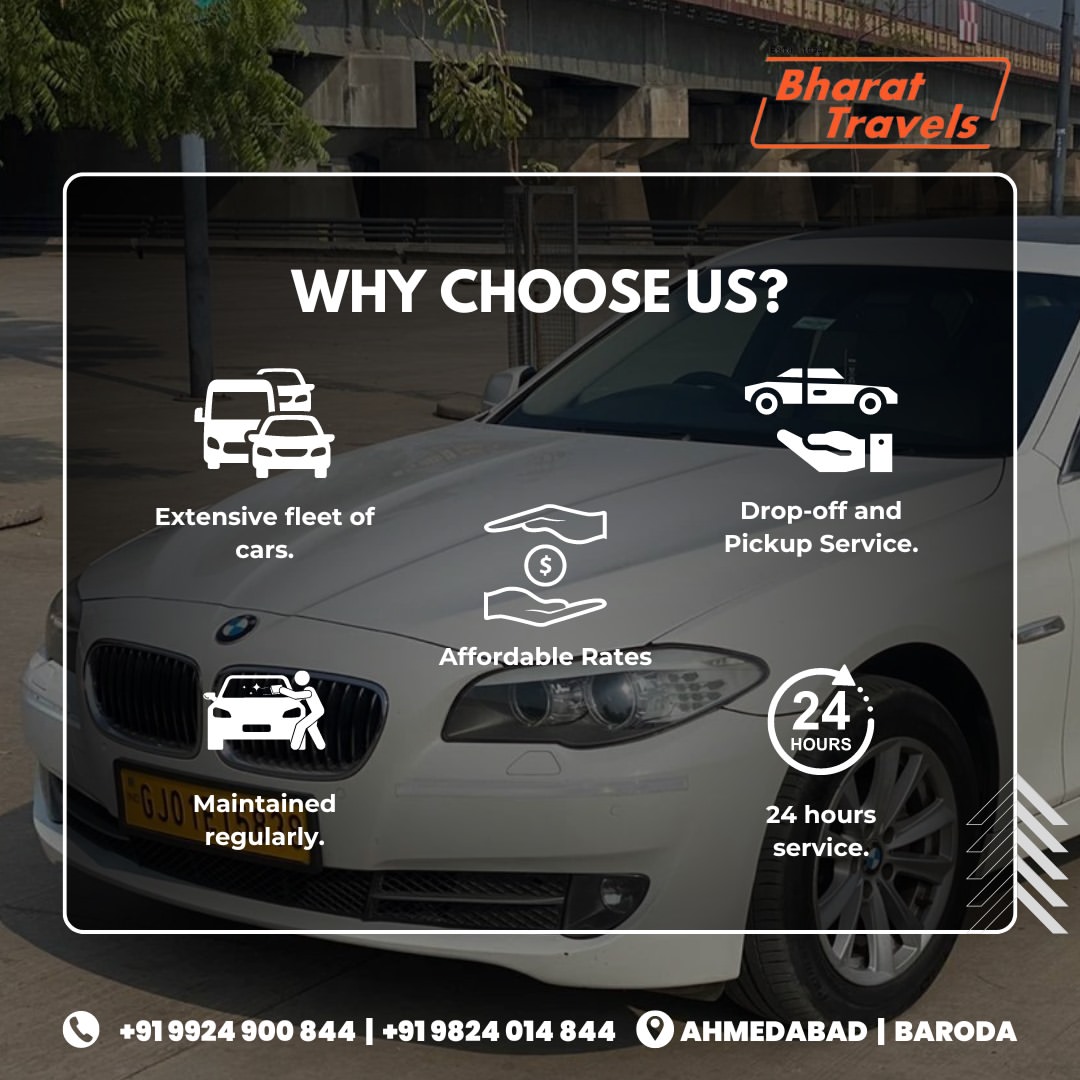 Bharat
Travels
WHY CHOOSE US?
Extensive fleet of
cars.
Drop-off and
Pickup Service.
$
Affordable Rates
24
HOURS
Maintained
regularly.
24 hours
service.
+91 9924 900 844 | +91 9824 014 844
AHMEDABAD | BARODA